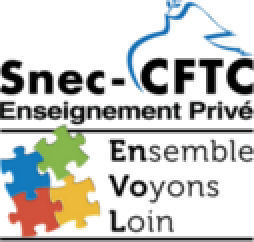 Snec-CFTC
Enseignement Privé
Ensemble
Voyons
Loin